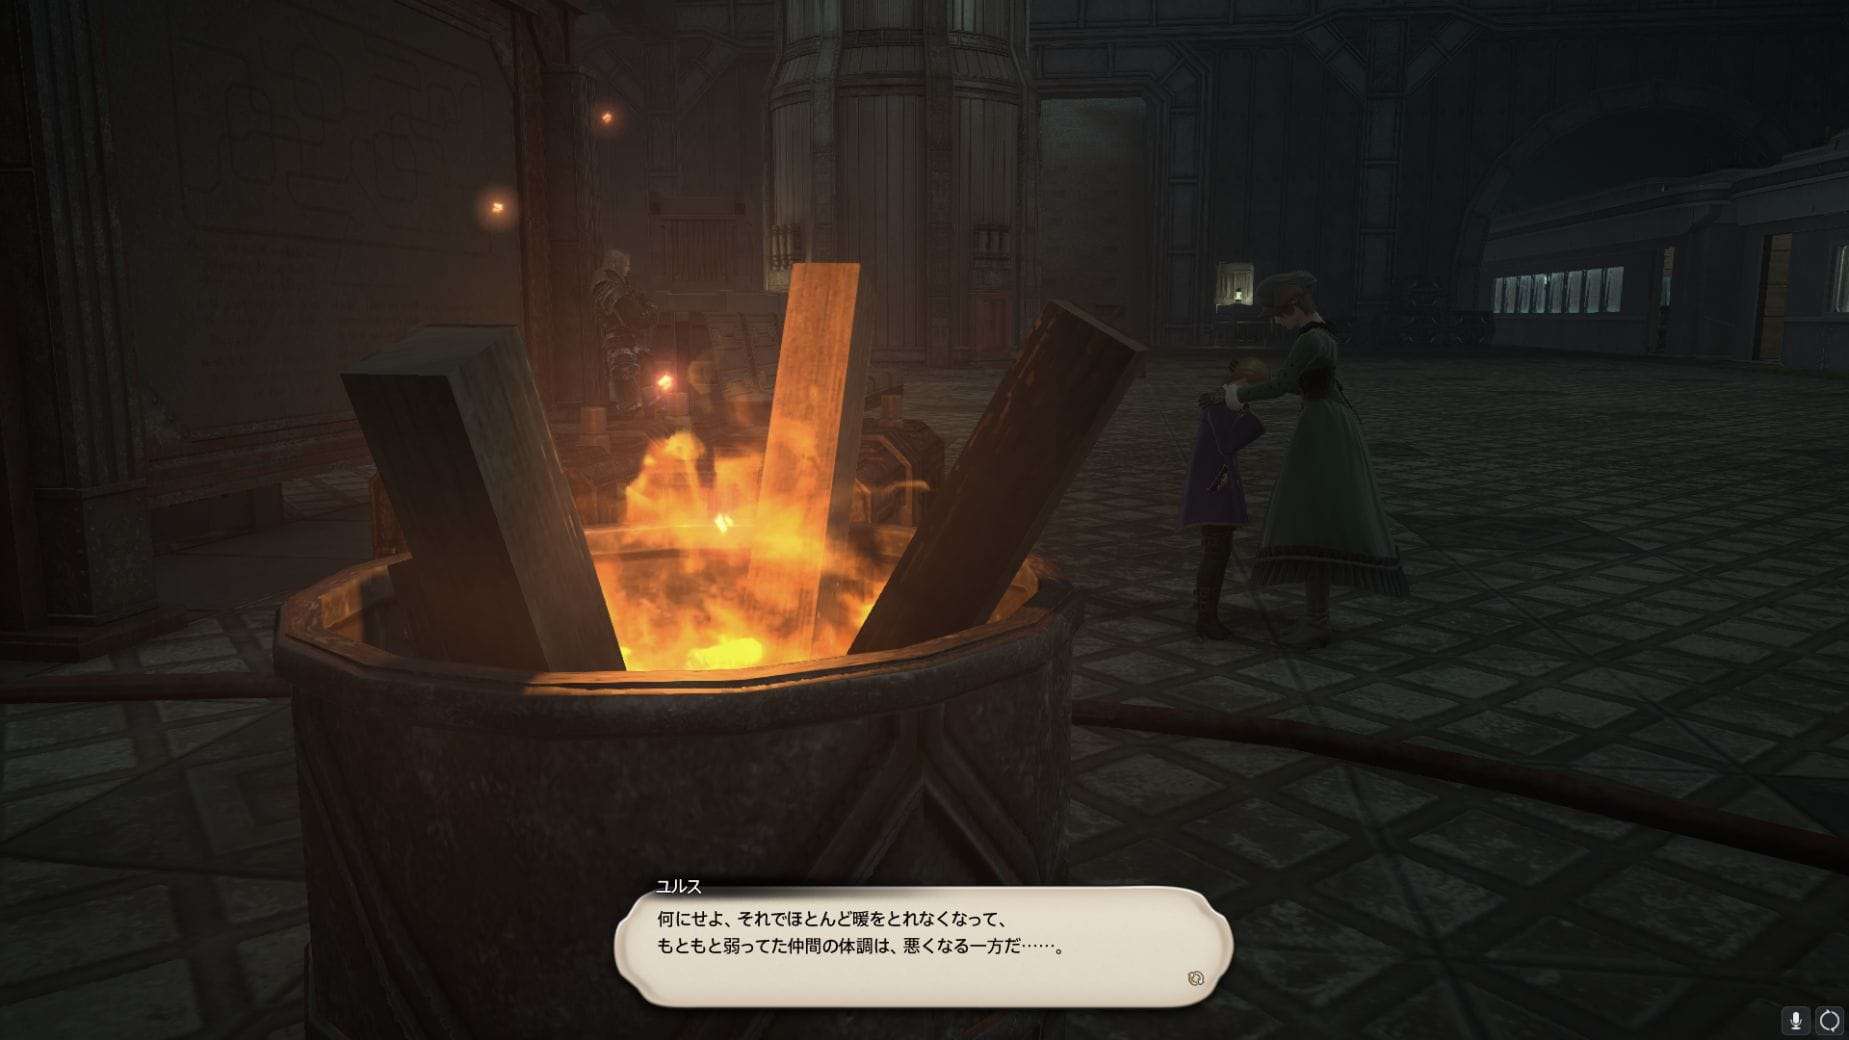 ユルス
何にせよ、それでほとんど暖をとれなくなって、
もともと弱ってた仲間の体調は、悪くなる一方だ……。